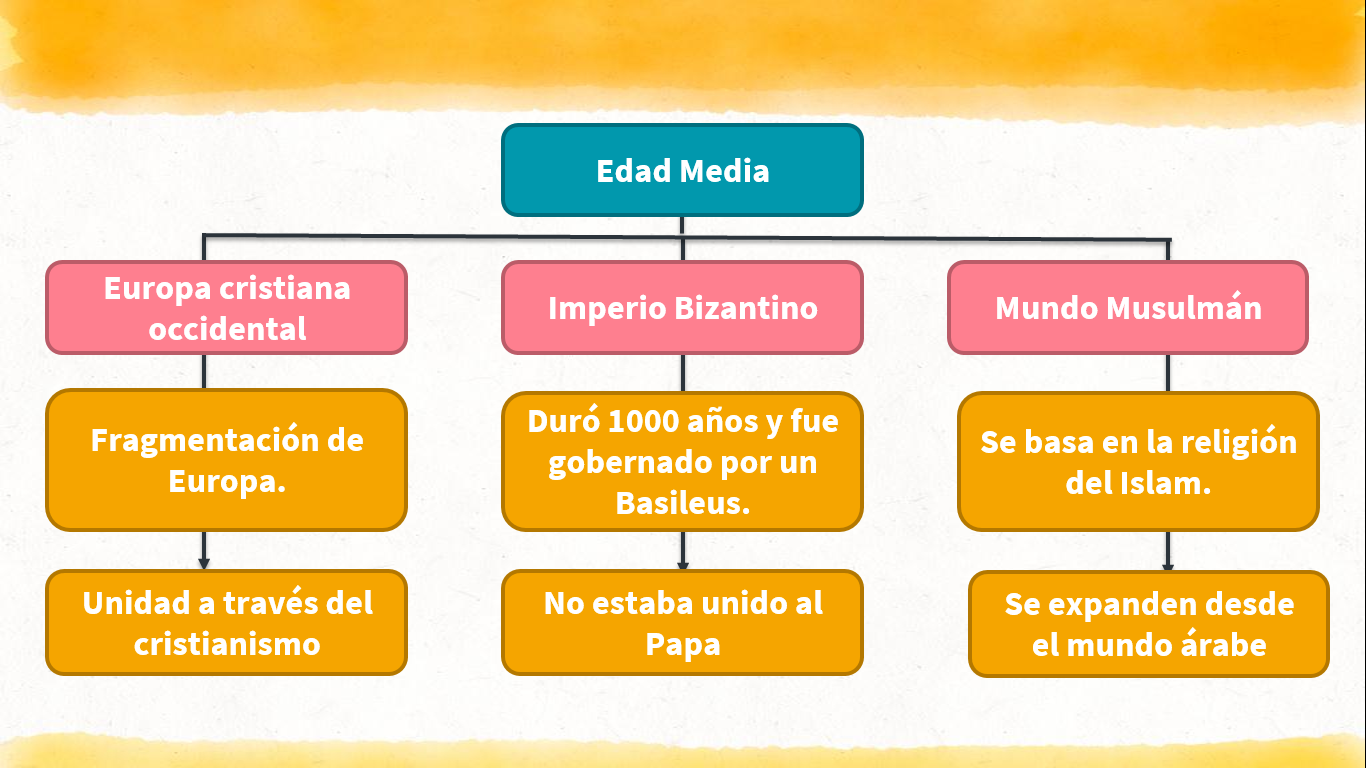 Edad Media
Europa cristiana
occidental
Imperio Bizantino
Mundo Musulmán
Fragmentación de
Europa.
Duró 1000 años y fue
gobernado por un
Basileus.
Se basa en la religión
del Islam.
Unidad a través del
cristianismo
No estaba unido al
Papa
Se expanden desde
el mundo árabe